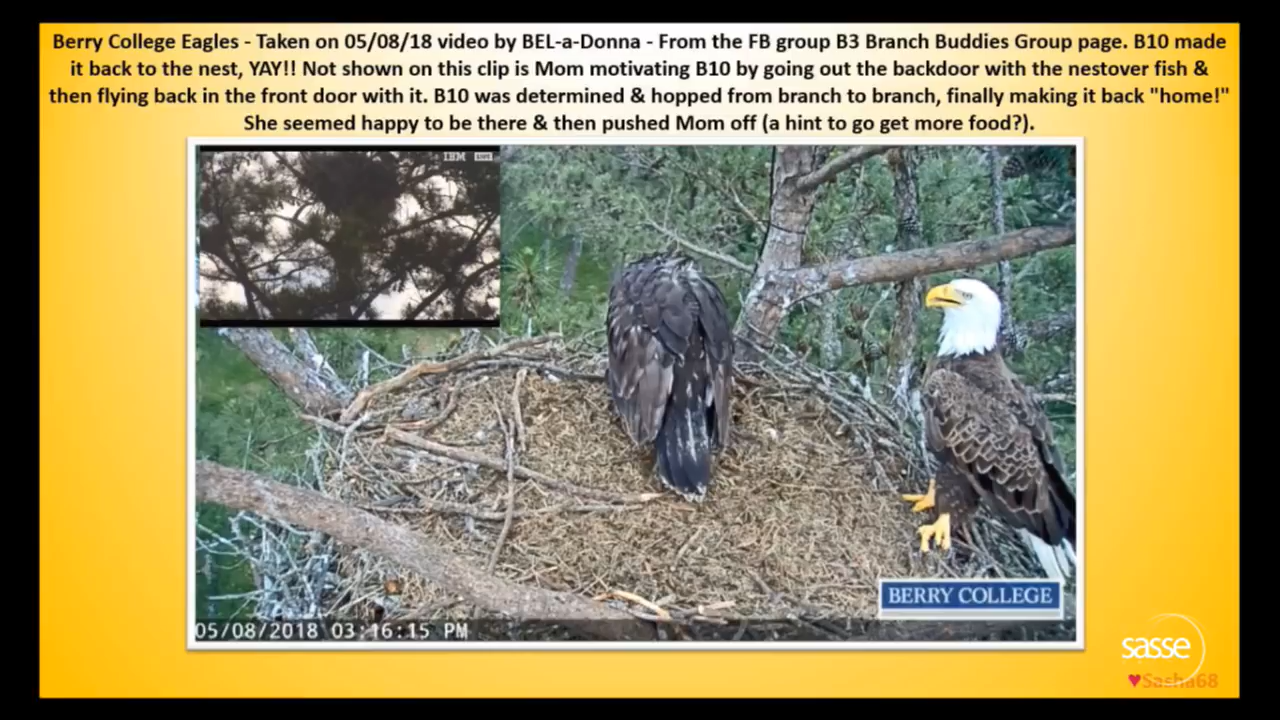 Berry College Eagles - Taken on 05/08/18 video by BEL-a-Donna - From the FB group B3 Branch Buddies Group page. B10 made
it back to the nest, YAY!! Not shown on this clip is Mom motivating B10 by going out the backdoor with the nestover fish &
then flying back in the front door with it. B10 was determined & hopped from branch to branch, finally making it back "home!"
She seemed happy to be there & then pushed Mom off (a hint to go get more food?).
IBM
BERRY COLLEGE
05/08/2018 03:16:15 PM
sasse
♥Sasha68